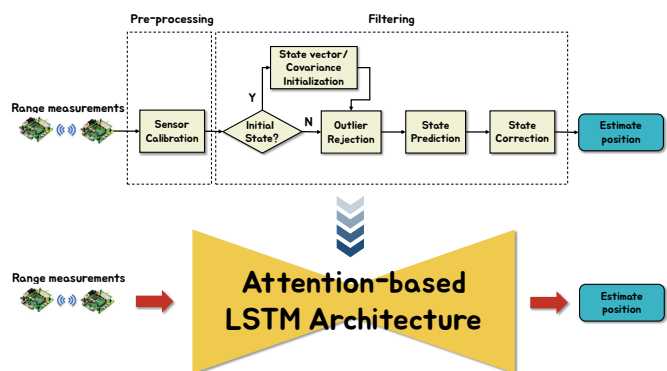 Pre-processing
Filtering
State vector/
Covariance
Initialization
Y
Range measurements
Sensor
Calibration
Initial
State?
N
Outlier
Rejection
State
Prediction
State
Correction
Estimate
position
Range measurements
Attention-based
LSTM Architecture
Estimate
position